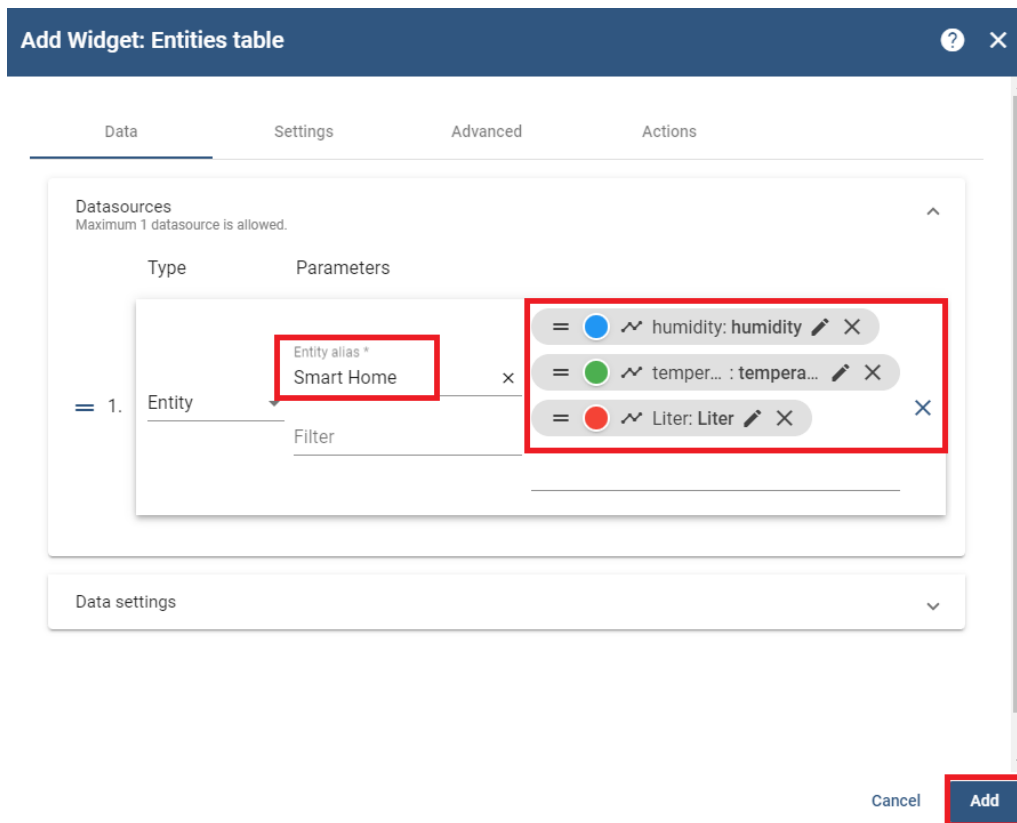 Add Widget: Entities table
Data Settings Advanced Actions
Datasources
Maximum 1 datasource is allowed.
Type Parameters
humidity: humidity
Entity alias *
Smart Home
temper... : tempera...
1. Entity
Liter: Liter
Filter
Data settings
Cancel Add